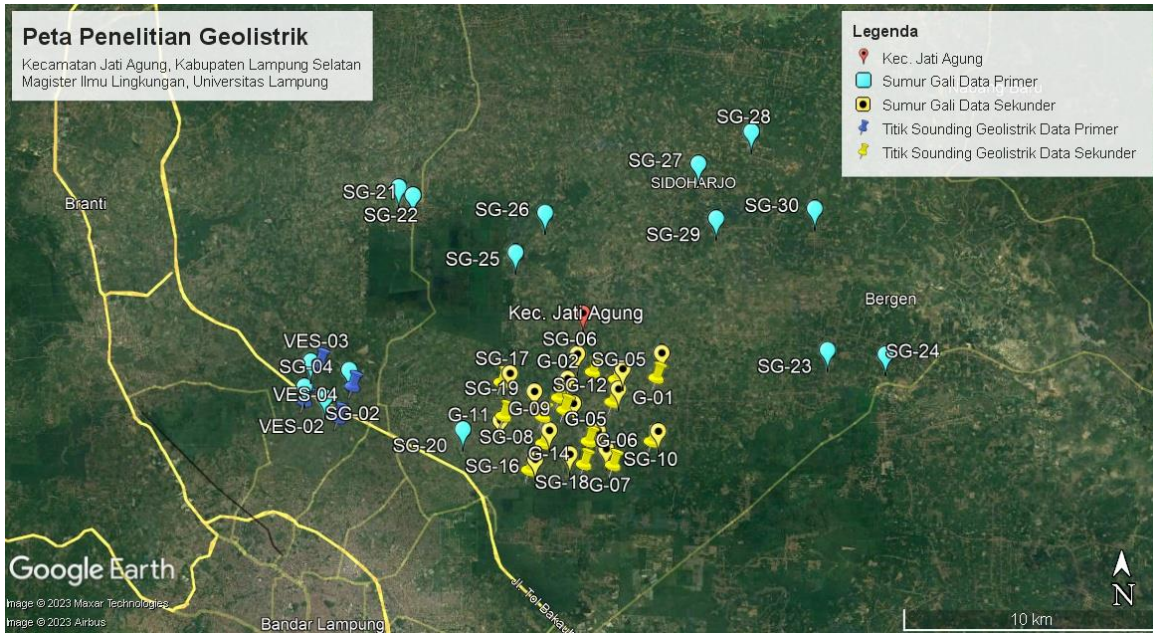 Peta Penelitian Geolistrik
Kecamatan Jati Agung, Kabupaten Lampung Selatan
Magister Ilmu Lingkungan, Universitas Lampung
Legenda
Kec. Jati Agung
Sumur Gali Data Primer
Sumur Gali Data Sekunder
Titik Sounding Geolistrik Data Primer
Titik Sounding Geolistrik Data Sekunder
SG-28
SG-27
SIDOHARJO
SG-21
SG-22
Branti
SG-26
SG-30
SG-29
SG-25
Bergen
Kec. Jati Agung
VES-03
SG-06
SG-04
SG-17
G-02
SG-05
SG-23
SG-24
SG-19
SG-12
VES-04
G-01
G-11
G-09
SG-02
VES-02
G-05
SG-20
SG-08
G-06
G-14
SG-10
SG-16
SG-18
G-07
Google Earth
Image © 2023 Maxar Technologies
Image © 2023 Airbus
Bandar Lampung
Jl. Tol Bakauh
N
10 km